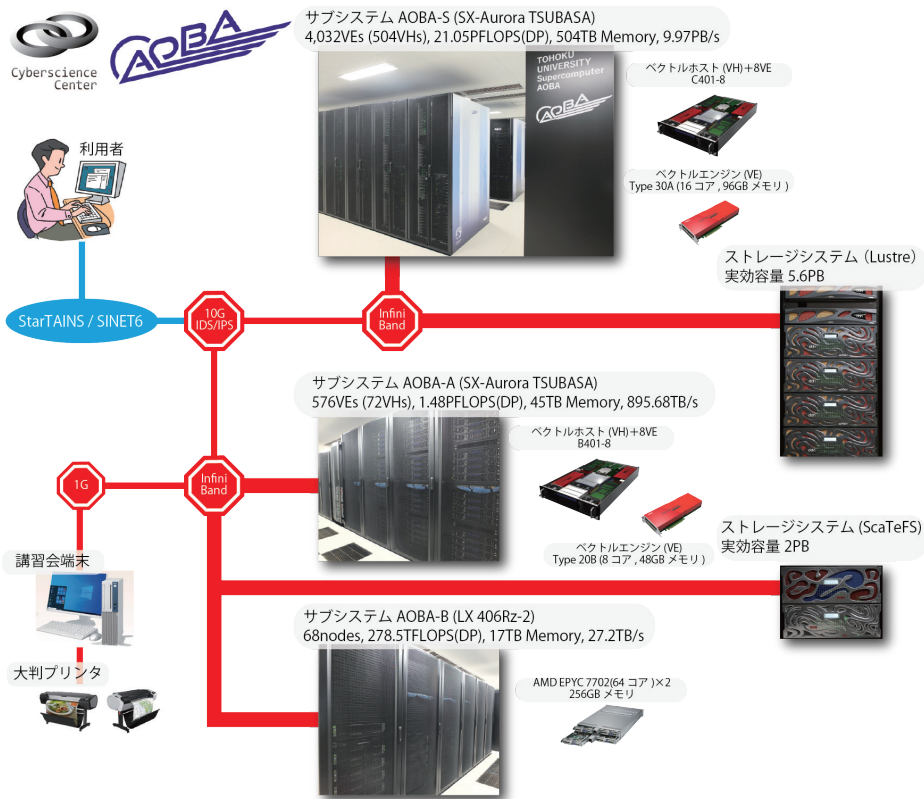 Cyberscience
Center
AOBA
サブシステム AOBA-S (SX-Aurora TSUBASA)
4,032VEs (504VHs), 21.05PFLOPS(DP), 504TB Memory, 9.97PB/s
TOHOKU
UNIVERSITY
Supercomputer
AOBA
AOBA
ベクトルホスト (VH)+8VE
C401-8
ベクトルエンジン (VE)
Type 30A (16 コア , 96GB メモリ )
利用者
StarTAINS / SINET6
10G
IDS/IPS
Infini
Band
ストレージシステム (Lustre)
実効容量 5.6PB
サブシステム AOBA-A (SX-Aurora TSUBASA)
576VEs (72VHs), 1.48PFLOPS(DP), 45TB Memory, 895.68TB/s
ベクトルホスト (VH)+8VE
B401-8
ベクトルエンジン (VE)
Type 20B (8 コア , 48GB メモリ )
1G
Infini
Band
ストレージシステム (ScaTeFS)
実効容量 2PB
講習会端末
大判プリンタ
サブシステム AOBA-B (LX 406Rz-2)
68nodes, 278.5TFLOPS(DP), 17TB Memory, 27.2TB/s
AMD EPYC 7702(64 コア )×2
256GB メモリ